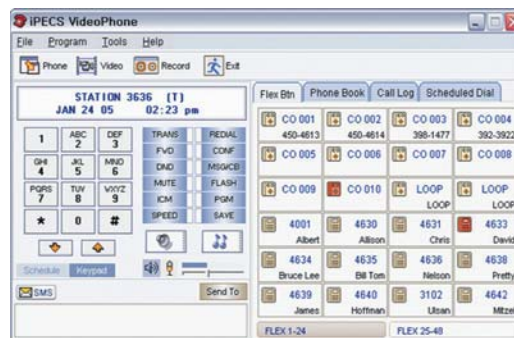 iPECS VideoPhone
File Program Tools Help
Phone Video Record Exit
STATION 3636 (T)
JAN 24 05 02:23 pm
1 ABC 2 DEF 3
GHI 4 JKL 5 MNO 6
PQRS 7 TUV 8 WXYZ 9
* 0 #
TRANS REDIAL
FWD CONF
DND MSG/CB
MUTE FLASH
ICM PGM
SPEED SAVE
Schedule Keypad
SMS Send To
Flex Btn Phone Book Call Log Scheduled Dial
CO 001 CO 002 CO 003 CO 004
450-4613 450-4614 398-1477 392-3922
CO 005 CO 006 CO 007 CO 008
CO 009 CO 010 LOOP LOOP
LOOP LOOP
4001 4630 4631 4633
Albert Allison Chris David
4634 4635 4636 4638
Bruce Lee Bill Tom Nelson Pretty
4639 4640 3102 4642
James Hoffman Ulsan Mitzel
FLEX 1-24 FLEX 25-48